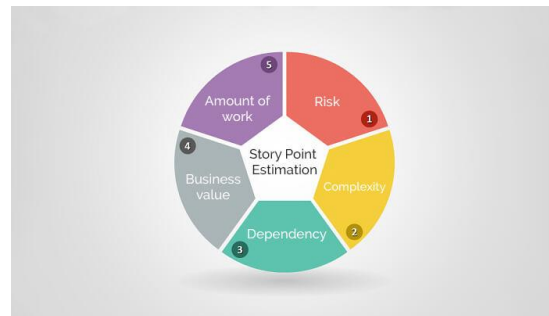 Story Point
Estimation
Risk
1
Complexity
2
Dependency
3
Business
value
4
Amount of
work
5